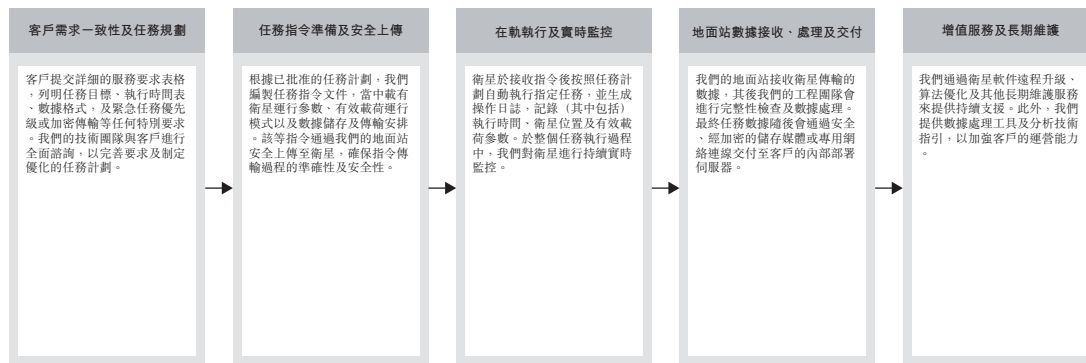 客戶需求一致性及任務規劃
客戶提交詳細的服務要求表格
，列明任務目標、執行時間表
、數據格式，及緊急任務優先
級或加密傳輸等任何特別要求
。我們的技術團隊與客戶進行
全面諮詢，以完善要求及制定
優化的任務計劃。
任務指令準備及安全上傳
根據已批准的任務計劃，我們
編製任務指令文件，當中載有
衛星運行參數、有效載荷運行
模式以及數據儲存及傳輸安排
。該等指令通過我們的地面站
安全上傳至衛星，確保指令傳
輸過程的準確性及安全性。
在軌執行及實時監控
衛星於接收指令後按照任務計
劃自動執行指定任務，並生成
操作日誌，記錄（其中包括）
執行時間、衛星位置及有效載
荷參數。於整個任務執行過程
中，我們對衛星進行持續實時
監控。
地面站數據接收、處理及交付
我們的地面站接收衛星傳輸的
數據，其後我們的工程團隊會
進行完整性檢查及數據處理。
最終任務數據隨後會通過安全
、經加密的儲存媒體或專用網
絡連線交付至客戶的內部部署
伺服器。
增值服務及長期維護
我們通過衛星軟件遠程升級、
算法優化及其他長期維護服務
來提供持續支援。此外，我們
提供數據處理工具及分析技術
指引，以加強客戶的運營能力
。